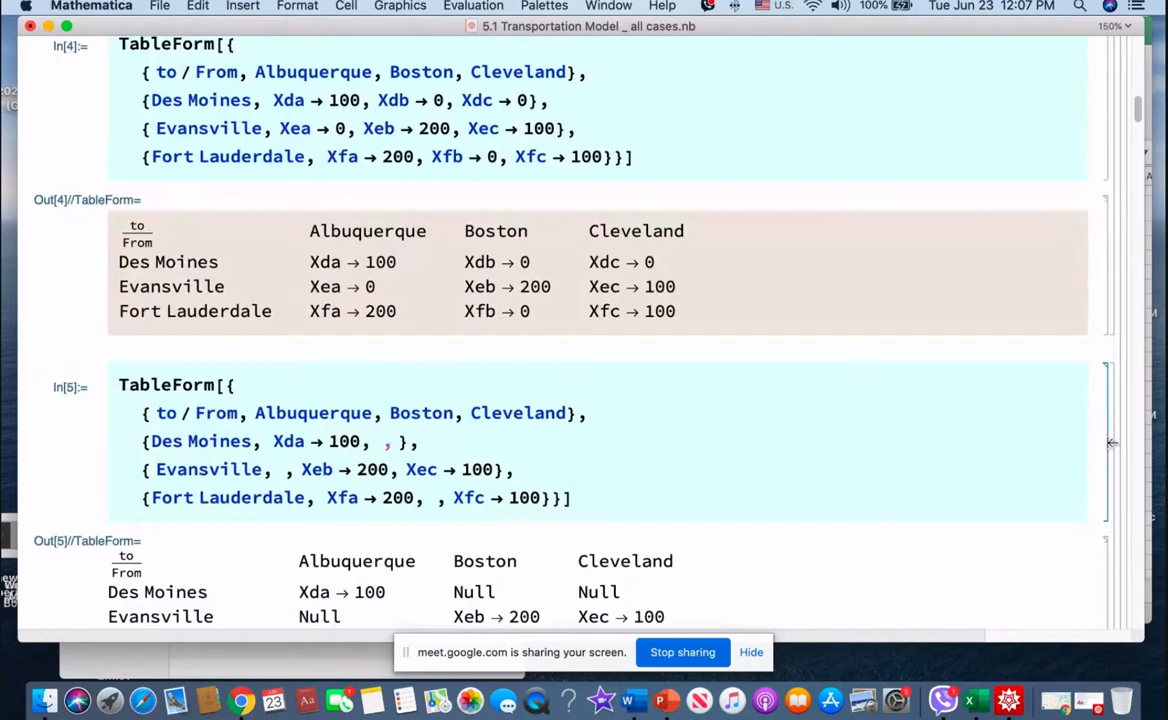 Mathematica File Edit Insert Format Cell Graphics Evaluation Palettes Window Help U.S. 100% Tue Jun 23 12:07 PM
5.1 Transportation Model _ all cases.nb
150%
In[4]:= TableForm[{
{ to / From, Albuquerque, Boston, Cleveland},
{Des Moines, Xda → 100, Xdb → 0, Xdc → 0},
{ Evansville, Xea → 0, Xeb → 200, Xec → 100},
{Fort Lauderdale, Xfa → 200, Xfb → 0, Xfc → 100}}]
Out[4]//TableForm=
to
From
Albuquerque Boston Cleveland
Des Moines Xda → 100 Xdb → 0 Xdc → 0
Evansville Xea → 0 Xeb → 200 Xec → 100
Fort Lauderdale Xfa → 200 Xfb → 0 Xfc → 100
In[5]:= TableForm[{
{ to / From, Albuquerque, Boston, Cleveland},
{Des Moines, Xda → 100, , },
{ Evansville, , Xeb → 200, Xec → 100},
{Fort Lauderdale, Xfa → 200, , Xfc → 100}}]
Out[5]//TableForm=
to
From
Albuquerque Boston Cleveland
Des Moines Xda → 100 Null Null
Evansville Null Xeb → 200 Xec → 100
meet.google.com is sharing your screen. Stop sharing Hide